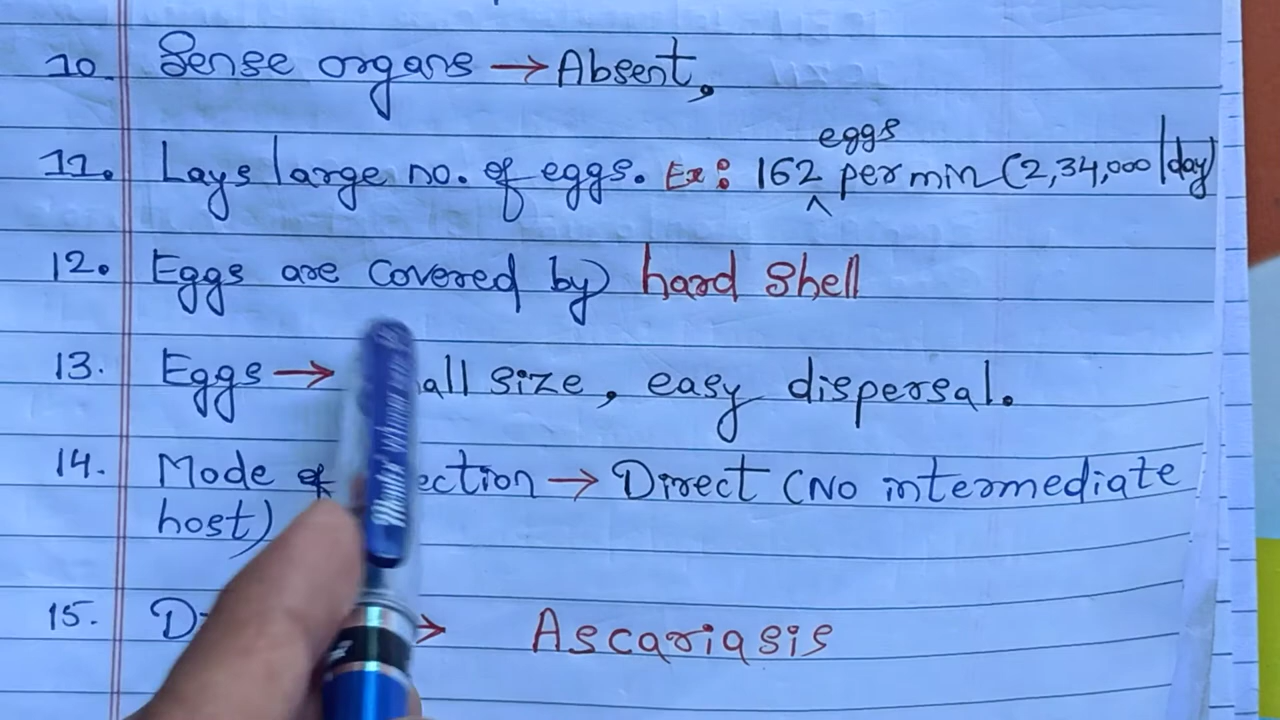 10. Sense organs → Absent,
eggs
11. Lays large no. of eggs. Ex: 162 ^ per min (2,34,000/day)
12. Eggs are covered by hard shell
13. Eggs → all size, easy dispersal.
14. Mode of ection → Direct (No intermediate
host)
15. D → Ascariasis